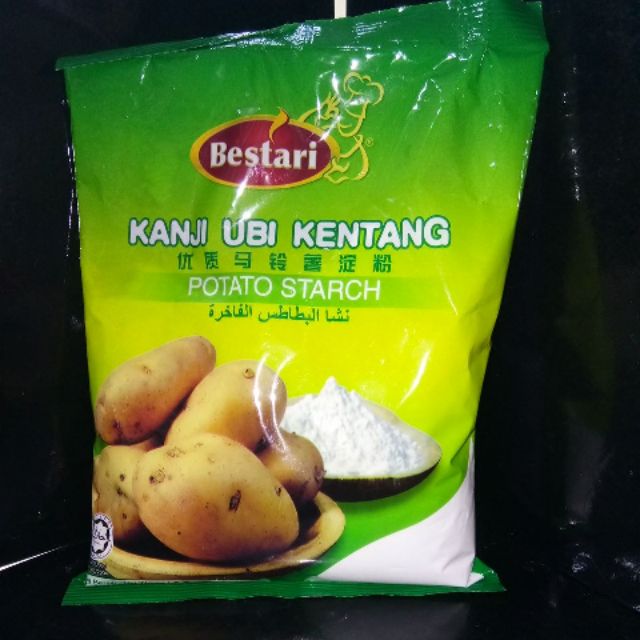 Bestari
®
KANJI UBI KENTANG
优质马铃薯淀粉
POTATO STARCH
نشا البطاطس الفاخرة